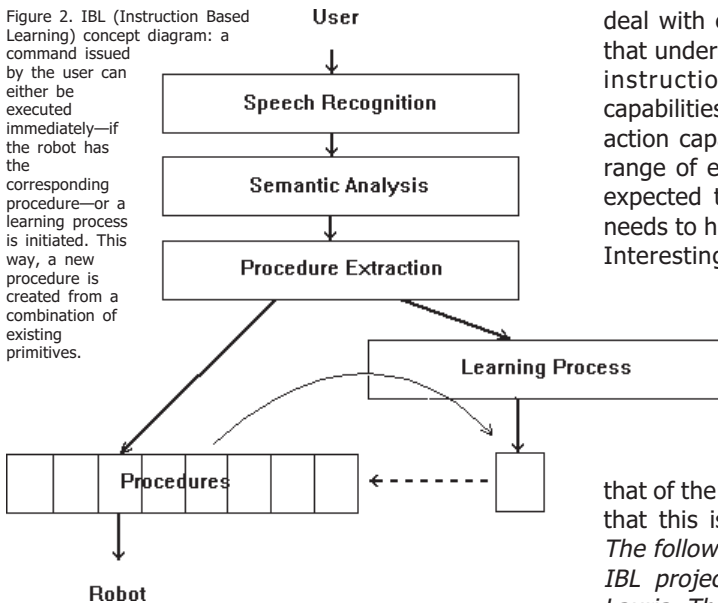 Figure 2. IBL (Instruction Based
Learning) concept diagram: a
command issued
by the user can
either be
executed
immediately—if
the robot has
the
corresponding
procedure—or a
learning process
is initiated. This
way, a new
procedure is
created from a
combination of
existing
primitives.
User
Speech Recognition
Semantic Analysis
Procedure Extraction
Learning Process
Procedures
Robot
deal with
that under
instructio
capabilities
action cap
range of e
expected t
needs to h
Interesting
that of the
that this is
The follow
IBL projec